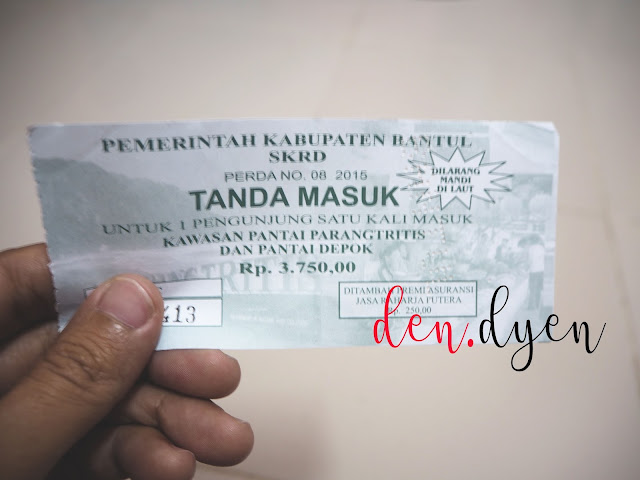 PEMERINTAH KABUPATEN BANTUL
SKRD
PERDA NO. 08 2015
TANDA MASUK
UNTUK 1 PENGUNJUNG SATU KALI MASUK
KAWASAN PANTAI PARANGTRITIS
DAN PANTAI DEPOK
Rp. 3.750,00
DILARANG
MANDI
DI LAUT
413
DITAMBAH PREMI ASURANSI
JASA RAHARJA PUTERA
Rp. 250,00
den.dyen